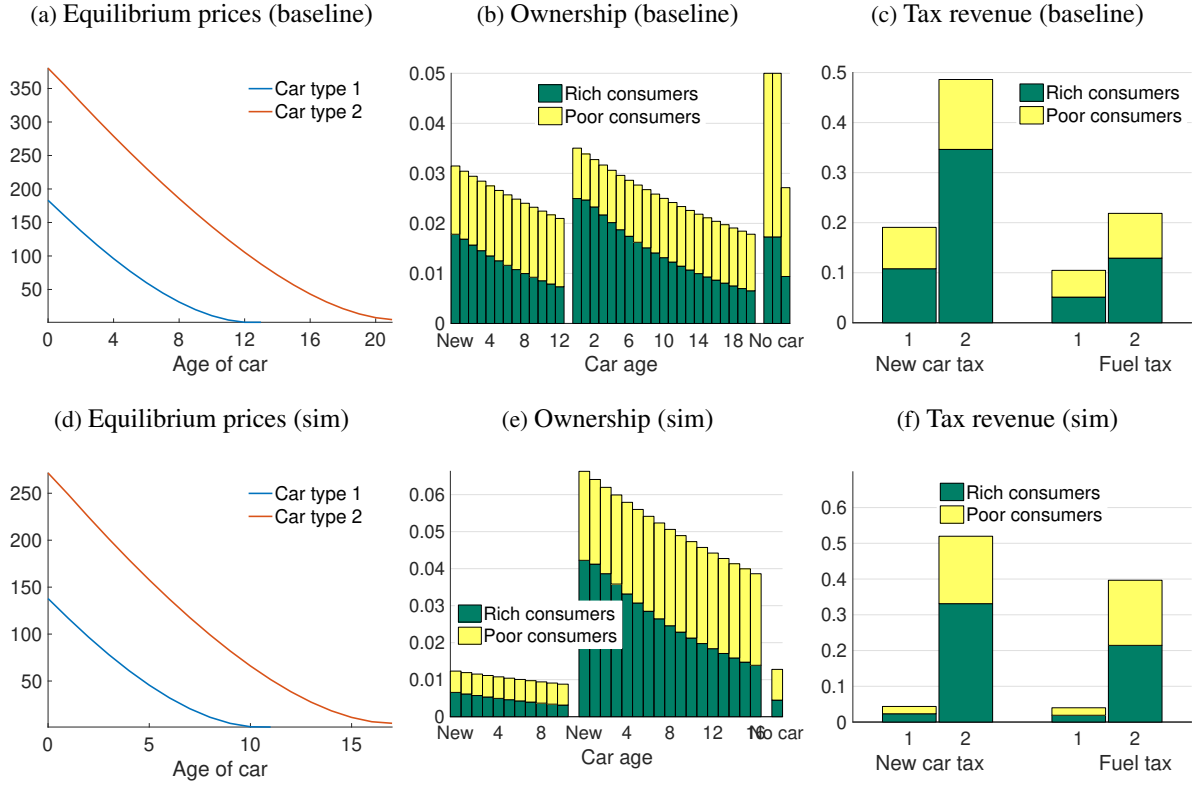 (a) Equilibrium prices (baseline)
350
300
250
200
150
100
50
0
4
8
12
16
20
Age of car
Car type 1
Car type 2
(b) Ownership (baseline)
0.05
0.04
0.03
0.02
0.01
0
New 4 8 12 2 6 10 14 18 No car
Car age
Rich consumers
Poor consumers
(c) Tax revenue (baseline)
0.5
0.4
0.3
0.2
0.1
0
1 2 1 2
New car tax Fuel tax
Rich consumers
Poor consumers
(d) Equilibrium prices (sim)
250
200
150
100
50
0 5 10 15
Age of car
Car type 1
Car type 2
(e) Ownership (sim)
0.06
0.05
0.04
0.03
0.02
0.01
0
New 4 8 New 4 8 12 16 No car
Car age
Rich consumers
Poor consumers
(f) Tax revenue (sim)
0.6
0.5
0.4
0.3
0.2
0.1
0
1 2 1 2
New car tax Fuel tax
Rich consumers
Poor consumers